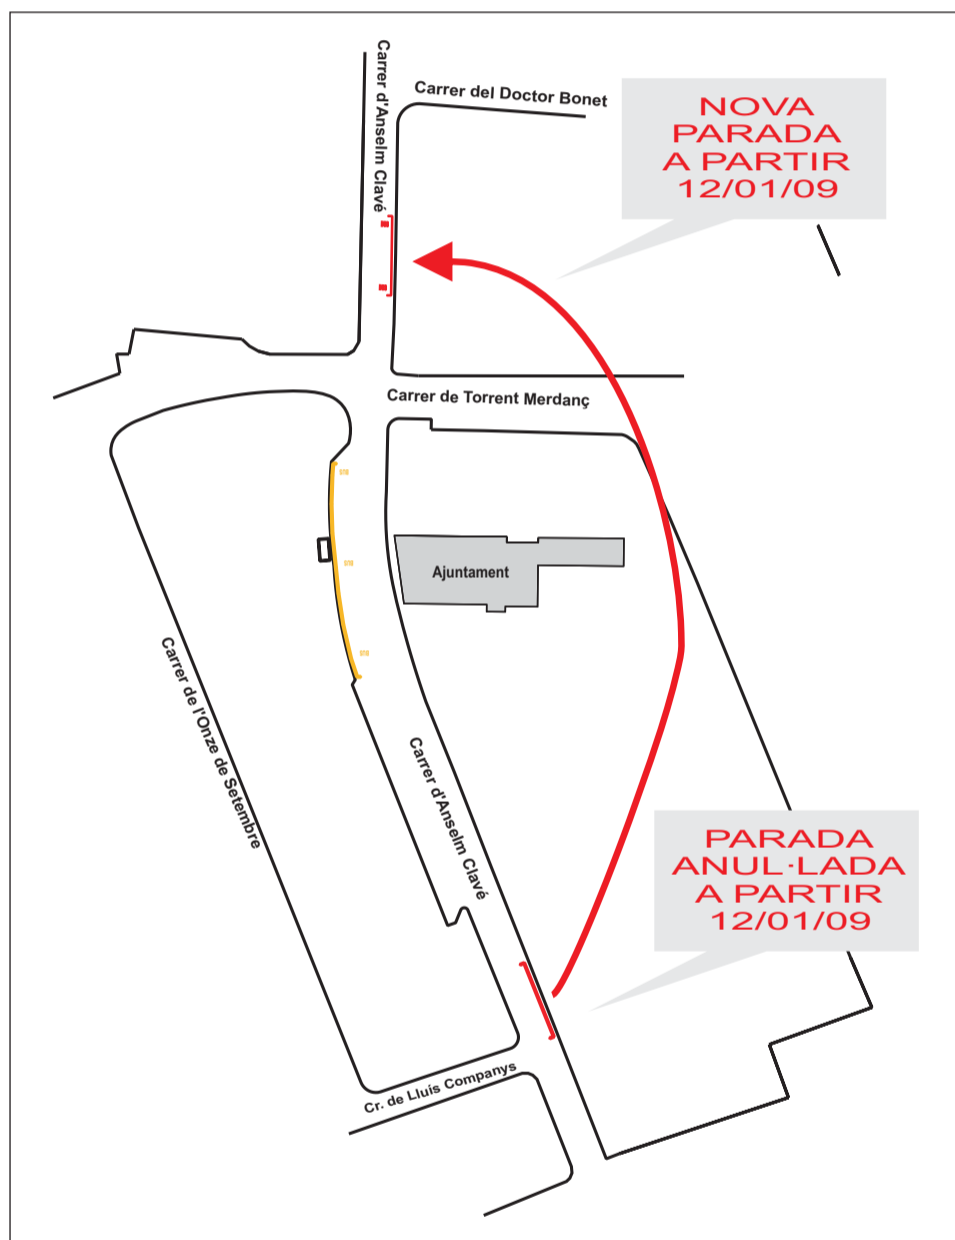 Carrer d'Anselm Clavé
Carrer del Doctor Bonet
NOVA
PARADA
A PARTIR
12/01/09
Carrer de Torrent Merdanç
Ajuntament
Carrer de l'Onze de Setembre
Carrer d'Anselm Clavé
PARADA
ANUL·LADA
A PARTIR
12/01/09
Cr. de Lluís Companys